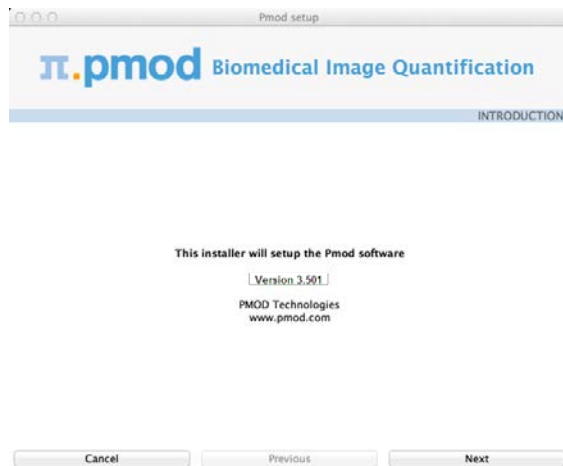 Pmod setup
π.pmod Biomedical Image Quantification
INTRODUCTION
This installer will setup the Pmod software
Version 3.501
PMOD Technologies
www.pmod.com
Cancel Previous Next